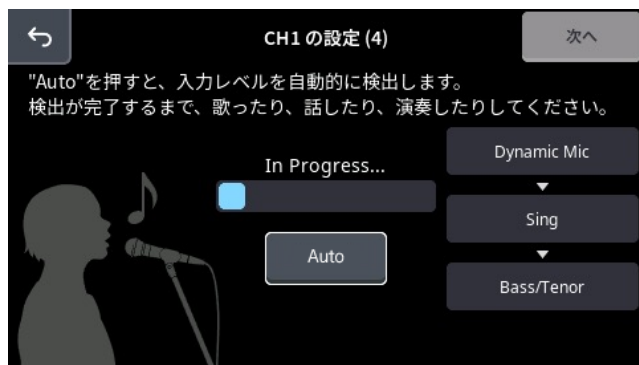 CH1 の設定 (4)
次へ
"Auto"を押すと、入力レベルを自動的に検出します。
検出が完了するまで、歌ったり、話したり、演奏したりしてください。
In Progress...
Auto
Dynamic Mic
Sing
Bass/Tenor